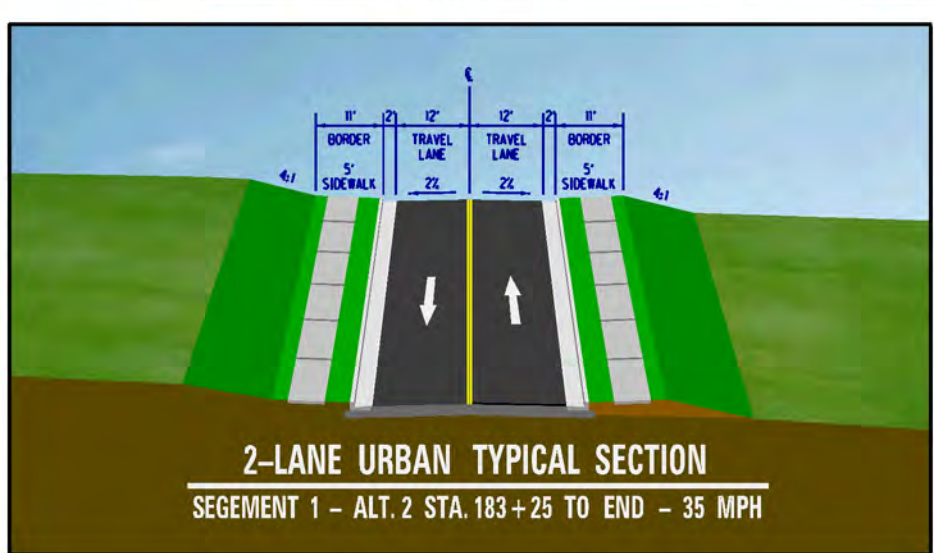 ℄
11' 2' 12' 12' 2' 11'
BORDER TRAVEL LANE TRAVEL LANE BORDER
5' SIDEWALK 2% 2% 5' SIDEWALK
4:1 4:1
2-LANE URBAN TYPICAL SECTION
SEGEMENT 1 - ALT. 2 STA. 183+25 TO END - 35 MPH